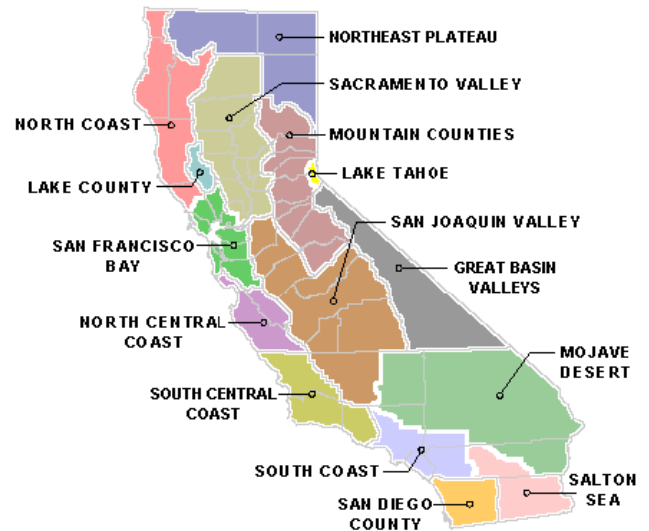 NORTHEAST PLATEAU
SACRAMENTO VALLEY
NORTH COAST
MOUNTAIN COUNTIES
LAKE TAHOE
LAKE COUNTY
SAN JOAQUIN VALLEY
SAN FRANCISCO
BAY
GREAT BASIN
VALLEYS
NORTH CENTRAL
COAST
MOJAVE
DESERT
SOUTH CENTRAL
COAST
SOUTH COAST
SALTON
SEA
SAN DIEGO
COUNTY